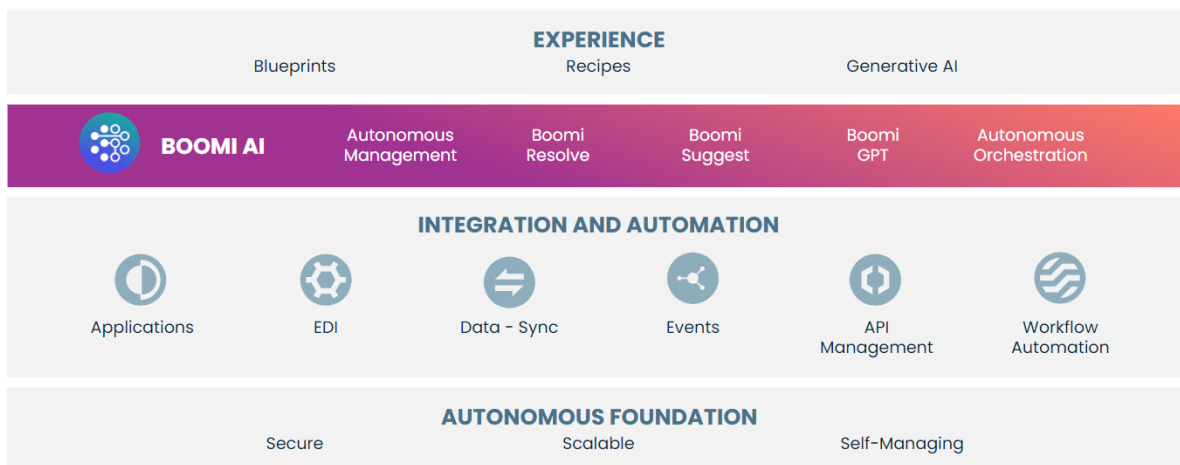 EXPERIENCE
Blueprints Recipes Generative AI
BOOMI AI
Autonomous Management
Boomi Resolve
Boomi Suggest
Boomi GPT
Autonomous Orchestration
INTEGRATION AND AUTOMATION
Applications
EDI
Data - Sync
Events
API Management
Workflow Automation
AUTONOMOUS FOUNDATION
Secure Scalable Self-Managing